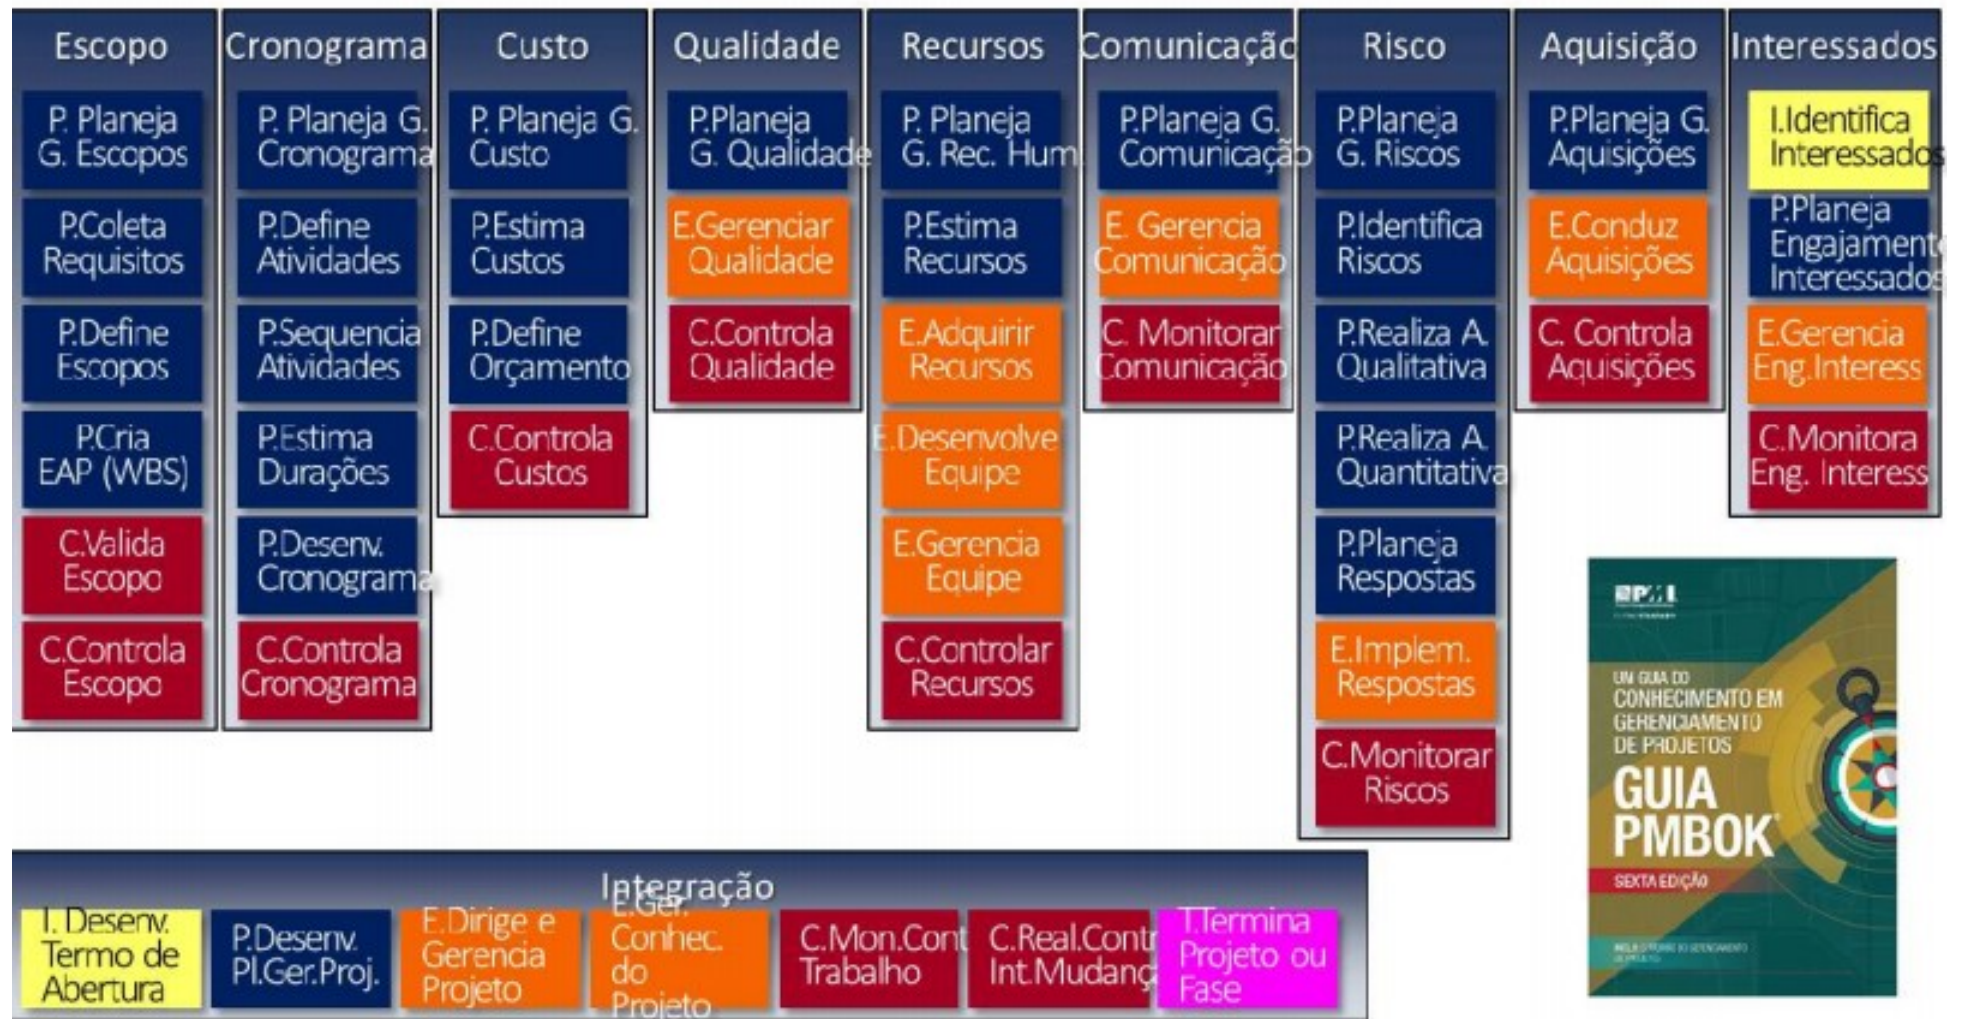 Escopo
P. Planeja
G. Escopos
P.Coleta
Requisitos
P.Define
Escopos
P.Cria
EAP (WBS)
C.Valida
Escopo
C.Controla
Escopo
Cronograma
P. Planeja G.
Cronograma
P.Define
Atividades
P.Sequencia
Atividades
P.Estima
Durações
P.Desenv.
Cronograma
C.Controla
Cronograma
Custo
P. Planeja G.
Custo
P.Estima
Custos
P.Define
Orçamento
C.Controla
Custos
Qualidade
P.Planeja
G. Qualidade
E.Gerenciar
Qualidade
C.Controla
Qualidade
Recursos
P. Planeja
G. Rec. Hum.
P.Estima
Recursos
E.Adquirir
Recursos
E.Desenvolve
Equipe
E.Gerencia
Equipe
C.Controlar
Recursos
Comunicação
P.Planeja G.
Comunicação
E. Gerencia
Comunicação
C. Monitorar
Comunicação
Risco
P.Planeja
G. Riscos
P.Identifica
Riscos
P.Realiza A.
Qualitativa
P.Realiza A.
Quantitativa
P.Planeja
Respostas
E.Implem.
Respostas
C.Monitorar
Riscos
Aquisição
P.Planeja G.
Aquisições
E.Conduz
Aquisições
C. Controla
Aquisições
Interessados
I.Identifica
Interessados
P.Planeja
Engajamento
Interessados
E.Gerencia
Eng.Interess
C.Monitora
Eng. Interess
PMI
UM GUIA DO
CONHECIMENTO EM
GERENCIAMENTO
DE PROJETOS
GUIA
PMBOK®
SEXTA EDIÇÃO
Integração
I. Desenv.
Termo de
Abertura
P.Desenv.
Pl.Ger.Proj.
E.Dirige e
Gerencia
Projeto
E.Ger.
Conhec.
do
Projeto
C.Mon.Cont
Trabalho
C.Real.Contr
Int.Mudanç
T.Termina
Projeto ou
Fase